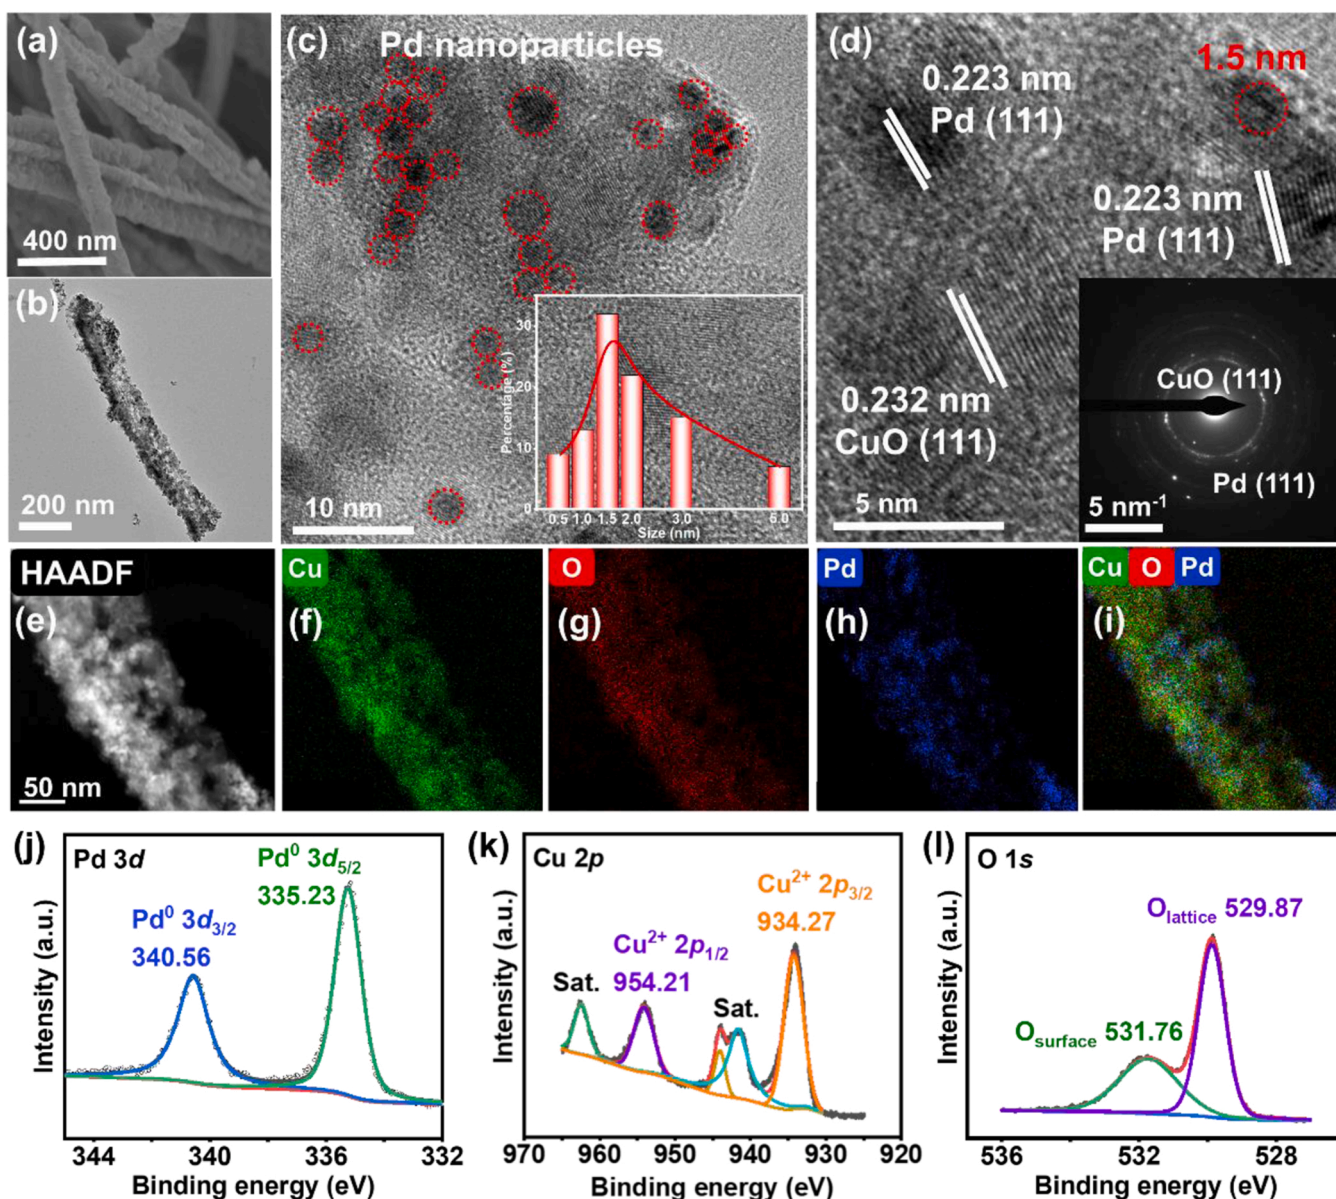 (a)
400 nm
(b)
200 nm
(c)
Pd nanoparticles
10 nm
Percentage (%)
30
20
10
0
0.5 1.0 1.5 2.0 3.0 6.0
Size (nm)
(d)
0.223 nm
Pd (111)
1.5 nm
0.223 nm
Pd (111)
0.232 nm
CuO (111)
5 nm
CuO (111)
Pd (111)
5 nm⁻¹
HAADF
(e)
50 nm
Cu
(f)
O
(g)
Pd
(h)
Cu O Pd
(i)
(j)
Pd 3d
Pd⁰ 3d₅/₂
335.23
Pd⁰ 3d₃/₂
340.56
Intensity (a.u.)
344 340 336 332
Binding energy (eV)
(k)
Cu 2p
Cu²⁺ 2p₃/₂
934.27
Cu²⁺ 2p₁/₂
954.21
Sat.
Sat.
Intensity (a.u.)
970 960 950 940 930 920
Binding energy (eV)
(l)
O 1s
Olattice 529.87
Osurface 531.76
Intensity (a.u.)
536 532 528
Binding energy (eV)